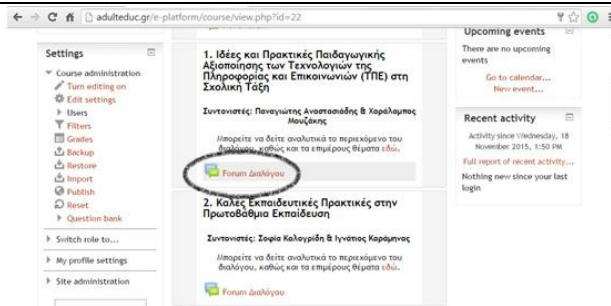 adulteduc.gr/e-platform/course/view.php?id=22
Settings
Course administration
Turn editing on
Edit settings
Users
Filters
Grades
Backup
Restore
Import
Publish
Reset
Question bank
Switch role to...
My profile settings
Site administration
1. Ιδέες και Πρακτικές Παιδαγωγικής
Αξιοποίησης των Τεχνολογιών της
Πληροφορίας και Επικοινωνιών (ΤΠΕ) στη
Σχολική Τάξη
Συντονιστές: Παναγιώτης Αναστασιάδης & Χαράλαμπος
Μουζάκης
Μπορείτε να δείτε αναλυτικά το περιεχόμενο του
διαλόγου, καθώς και τα επιμέρους θέματα εδώ.
Forum Διαλόγου
2. Καλές Εκπαιδευτικές Πρακτικές στην
Πρωτοβάθμια Εκπαίδευση
Συντονιστές: Σοφία Καλογρίδη & Ιγνάτιος Καράμηνας
Μπορείτε να δείτε αναλυτικά το περιεχόμενο του
διαλόγου, καθώς και τα επιμέρους θέματα εδώ.
Forum Διαλόγου
Upcoming events
There are no upcoming
events
Go to calendar...
New event...
Recent activity
Activity since Wednesday, 18
November 2015, 1:50 PM
Full report of recent activity...
Nothing new since your last
login